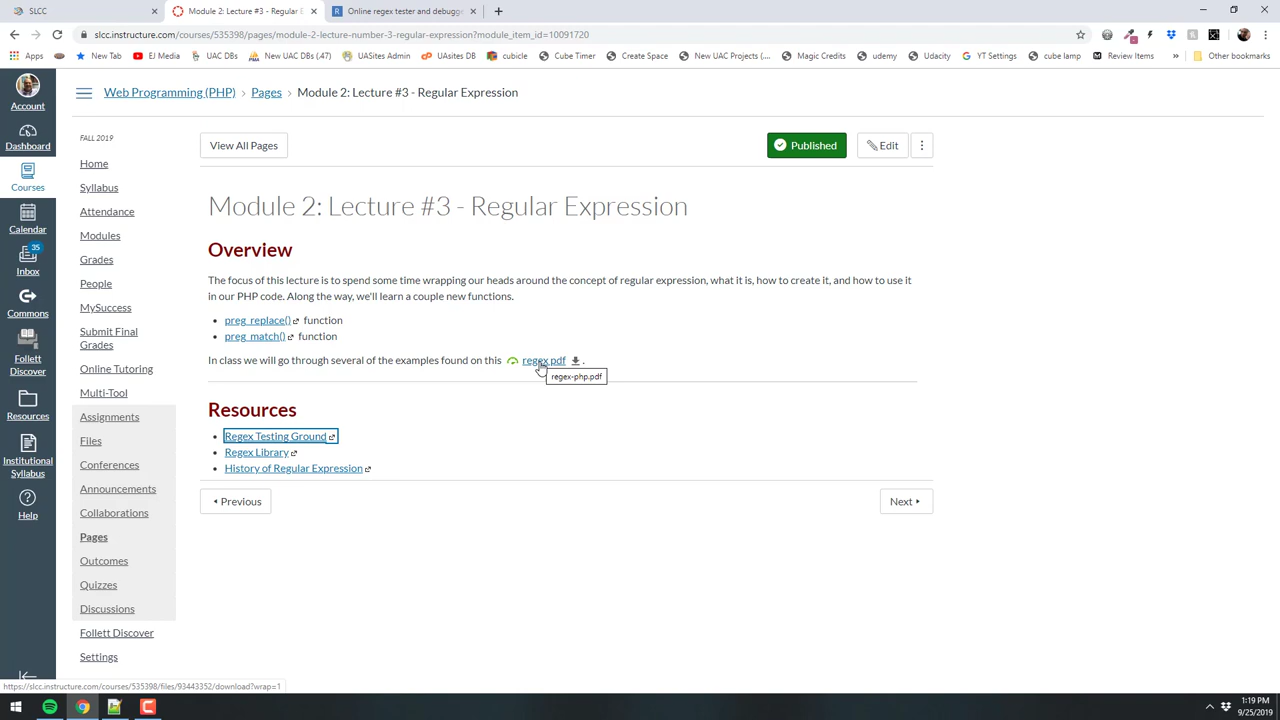 SLCC
Module 2: Lecture #3 - Regular E
Online regex tester and debugge
slcc.instructure.com/courses/535398/pages/module-2-lecture-number-3-regular-expression?module_item_id=10091720
Apps New Tab EJ Media UAC DBs New UAC DBs (.47) UASites DB cubicle Cube Timer Create Space New UAC Projects (... Magic Credits udemy Udacity YT Settings cube lamp Review Items » Other bookmarks
UASites Admin
Account
Dashboard
Courses
Calendar
35
Inbox
Commons
Follett
Discover
Resources
Institutional
Syllabus
Help
Web Programming (PHP) › Pages › Module 2: Lecture #3 - Regular Expression
FALL 2019
Home
Syllabus
Attendance
Modules
Grades
People
MySuccess
Submit Final
Grades
Online Tutoring
Multi-Tool
Assignments
Files
Conferences
Announcements
Collaborations
Pages
Outcomes
Quizzes
Discussions
Follett Discover
Settings
View All Pages
Published
Edit
Module 2: Lecture #3 - Regular Expression
Overview
The focus of this lecture is to spend some time wrapping our heads around the concept of regular expression, what it is, how to create it, and how to use it
in our PHP code. Along the way, we'll learn a couple new functions.
• preg_replace() function
• preg_match() function
In class we will go through several of the examples found on this regex.pdf .
regex-php.pdf
Resources
• Regex Testing Ground
• Regex Library
• History of Regular Expression
Previous
Next
https://slcc.instructure.com/courses/535398/files/93443352/download?wrap=1
1:19 PM
9/25/2019